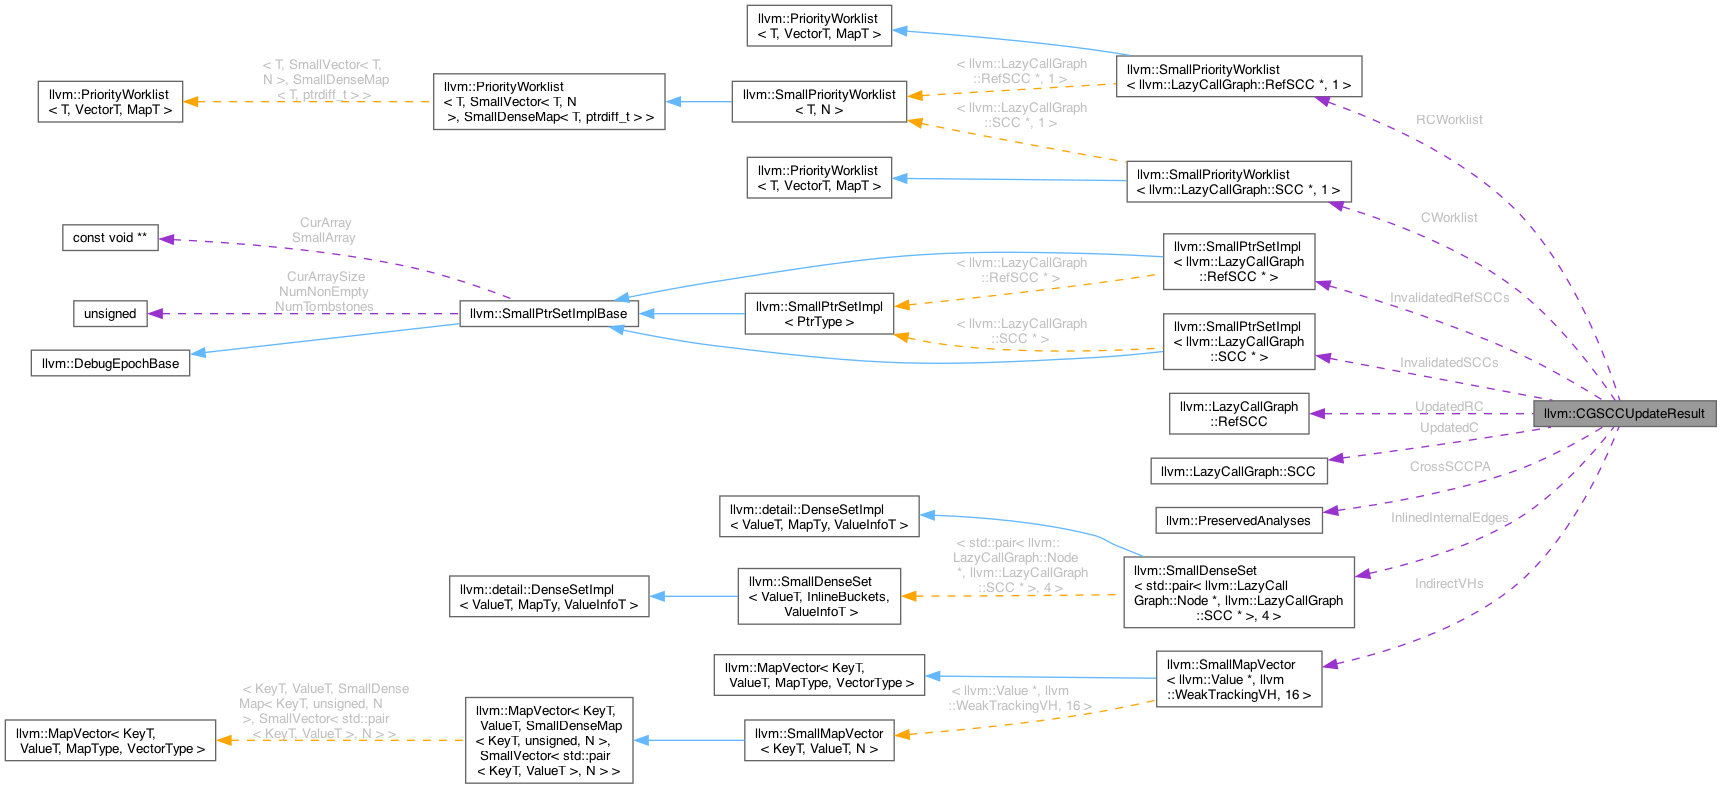 llvm::PriorityWorklist
< T, VectorT, MapT >
llvm::SmallPriorityWorklist
< llvm::LazyCallGraph::RefSCC *, 1 >
< T, SmallVector< T,
N >, SmallDenseMap
< T, ptrdiff_t > >
llvm::PriorityWorklist
< T, VectorT, MapT >
llvm::PriorityWorklist
< T, SmallVector< T, N
>, SmallDenseMap< T, ptrdiff_t > >
llvm::SmallPriorityWorklist
< T, N >
< llvm::LazyCallGraph
::RefSCC *, 1 >
< llvm::LazyCallGraph
::SCC *, 1 >
RCWorklist
llvm::PriorityWorklist
< T, VectorT, MapT >
llvm::SmallPriorityWorklist
< llvm::LazyCallGraph::SCC *, 1 >
CWorklist
const void **
CurArray
SmallArray
llvm::SmallPtrSetImpl
< llvm::LazyCallGraph
::RefSCC * >
< llvm::LazyCallGraph
::RefSCC * >
InvalidatedRefSCCs
unsigned
CurArraySize
NumNonEmpty
NumTombstones
llvm::SmallPtrSetImplBase
llvm::SmallPtrSetImpl
< PtrType >
< llvm::LazyCallGraph
::SCC * >
llvm::SmallPtrSetImpl
< llvm::LazyCallGraph
::SCC * >
InvalidatedSCCs
llvm::DebugEpochBase
llvm::LazyCallGraph
::RefSCC
UpdatedRC
llvm::CGSCCUpdateResult
UpdatedC
llvm::LazyCallGraph::SCC
CrossSCCPA
llvm::PreservedAnalyses
InlinedInternalEdges
llvm::detail::DenseSetImpl
< ValueT, MapTy, ValueInfoT >
< std::pair< llvm::
LazyCallGraph::Node
*, llvm::LazyCallGraph
::SCC * >, 4 >
llvm::SmallDenseSet
< std::pair< llvm::LazyCall
Graph::Node *, llvm::LazyCallGraph
::SCC * >, 4 >
IndirectVHs
llvm::detail::DenseSetImpl
< ValueT, MapTy, ValueInfoT >
llvm::SmallDenseSet
< ValueT, InlineBuckets,
ValueInfoT >
llvm::MapVector< KeyT,
ValueT, MapType, VectorType >
llvm::SmallMapVector
< llvm::Value *, llvm
::WeakTrackingVH, 16 >
< llvm::Value *, llvm
::WeakTrackingVH, 16 >
< KeyT, ValueT, SmallDense
Map< KeyT, unsigned, N
>, SmallVector< std::pair
< KeyT, ValueT >, N > >
llvm::MapVector< KeyT,
ValueT, MapType, VectorType >
llvm::MapVector< KeyT,
ValueT, SmallDenseMap
< KeyT, unsigned, N >,
SmallVector< std::pair
< KeyT, ValueT >, N > >
llvm::SmallMapVector
< KeyT, ValueT, N >